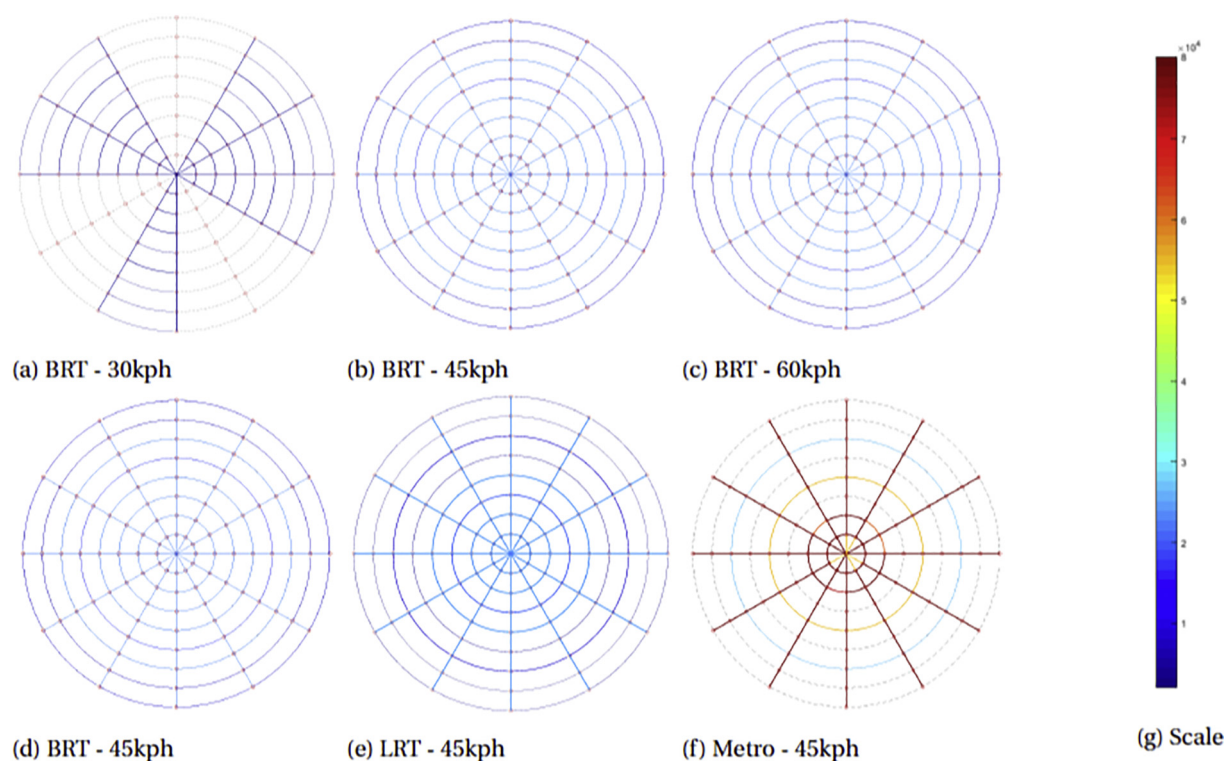 (a) BRT - 30kph
(b) BRT - 45kph
(c) BRT - 60kph
(d) BRT - 45kph
(e) LRT - 45kph
(f) Metro - 45kph
×10⁴
8
7
6
5
4
3
2
1
(g) Scale